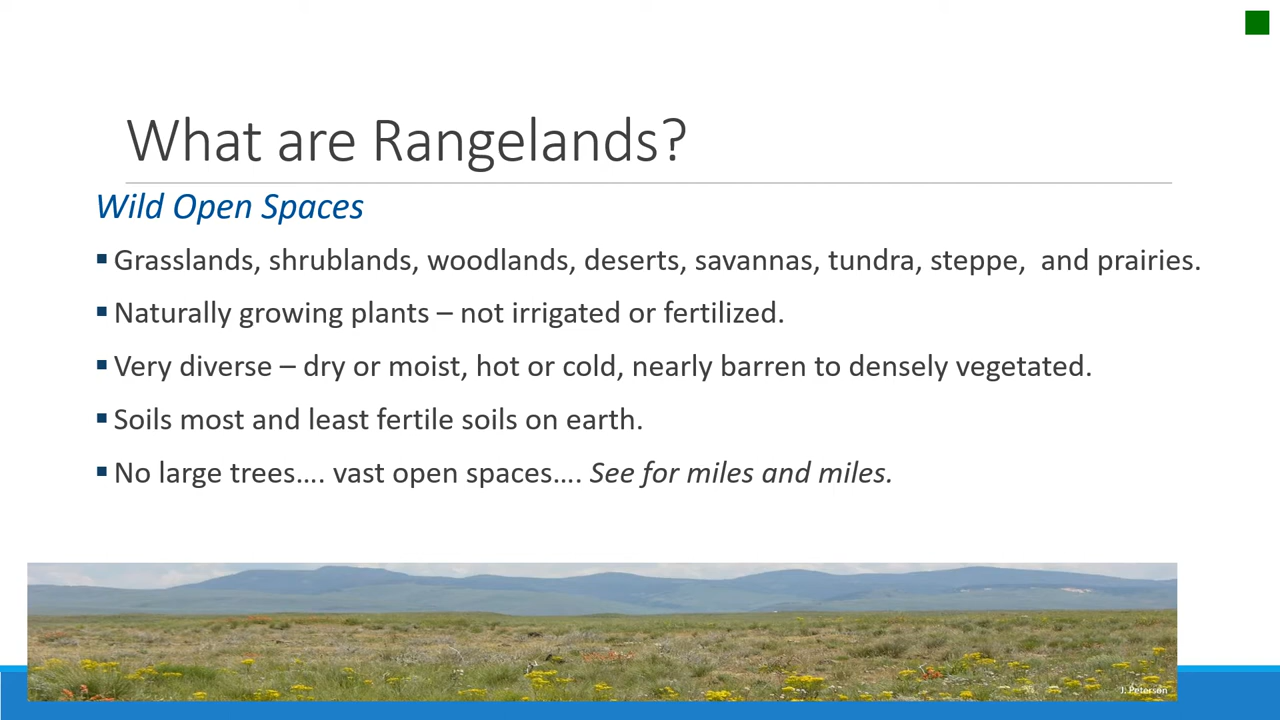 What are Rangelands?
Wild Open Spaces
▪ Grasslands, shrublands, woodlands, deserts, savannas, tundra, steppe,  and prairies.
▪ Naturally growing plants – not irrigated or fertilized.
▪ Very diverse – dry or moist, hot or cold, nearly barren to densely vegetated.
▪ Soils most and least fertile soils on earth.
▪ No large trees…. vast open spaces…. See for miles and miles.
J. Peterson